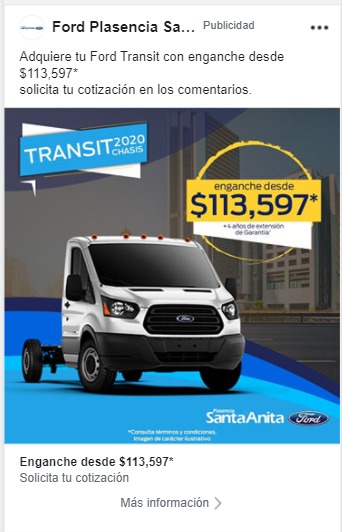 Ford Plasencia Sa... Publicidad
Adquiere tu Ford Transit con enganche desde
$113,597*
solicita tu cotización en los comentarios.
TRANSIT 2020
CHASIS
enganche desde
$113,597*
+4 años de extensión
de Garantía*
Ford
Plasencia
SantaAnita Ford
*Consulta términos y condiciones.
Imagen de carácter ilustrativo
Enganche desde $113,597*
Solicita tu cotización
Más información